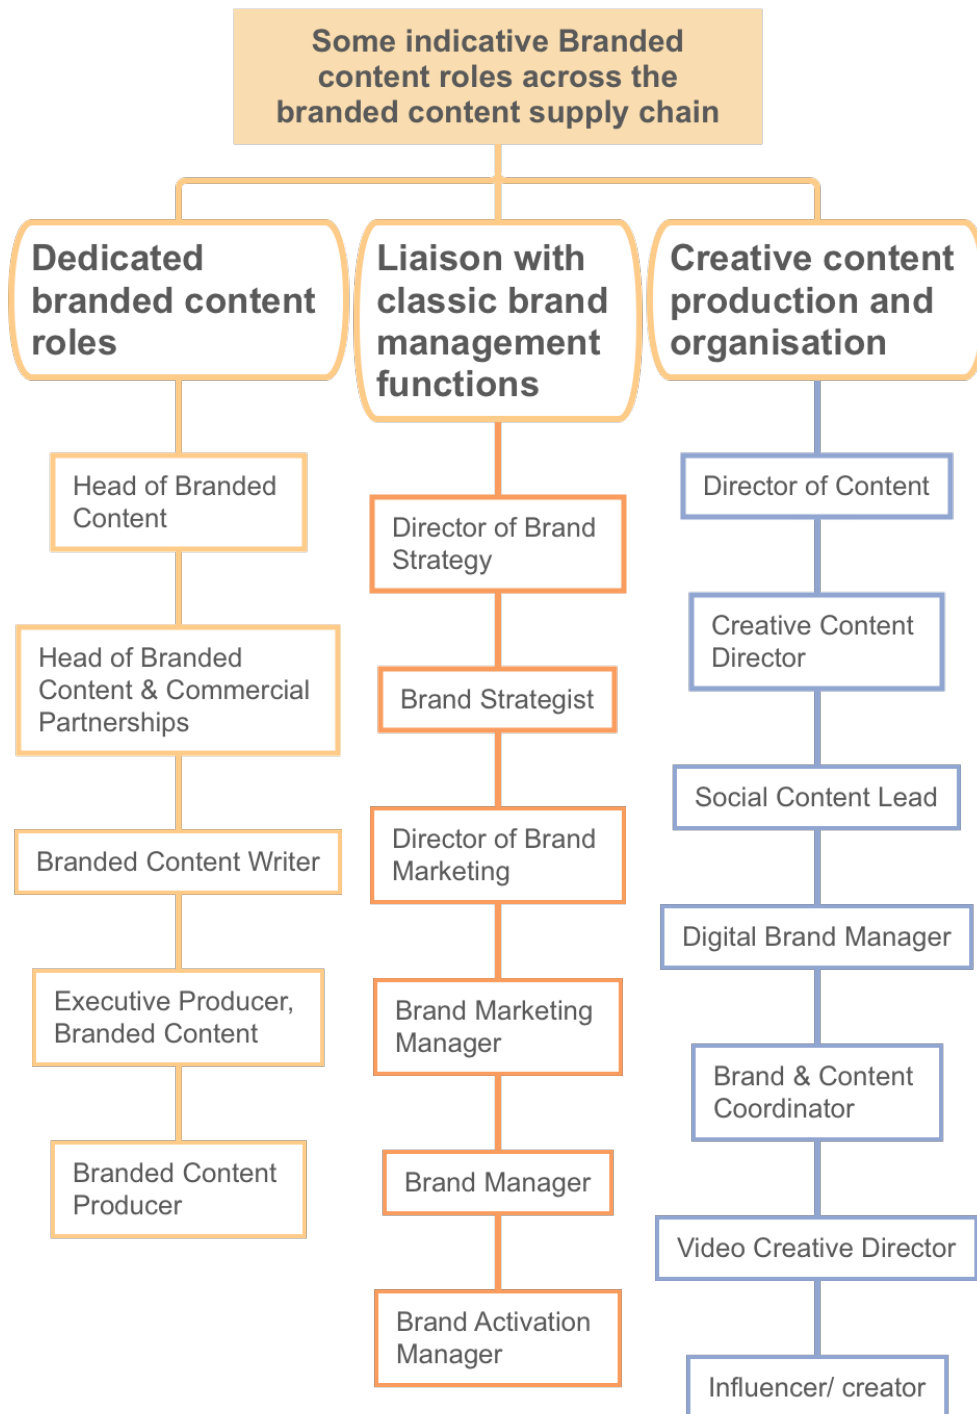 Some indicative Branded
content roles across the
branded content supply chain
Dedicated
branded content
roles
Head of Branded
Content
Head of Branded
Content & Commercial
Partnerships
Branded Content Writer
Executive Producer,
Branded Content
Branded Content
Producer
Liaison with
classic brand
management
functions
Director of Brand
Strategy
Brand Strategist
Director of Brand
Marketing
Brand Marketing
Manager
Brand Manager
Brand Activation
Manager
Creative content
production and
organisation
Director of Content
Creative Content
Director
Social Content Lead
Digital Brand Manager
Brand & Content
Coordinator
Video Creative Director
Influencer/ creator